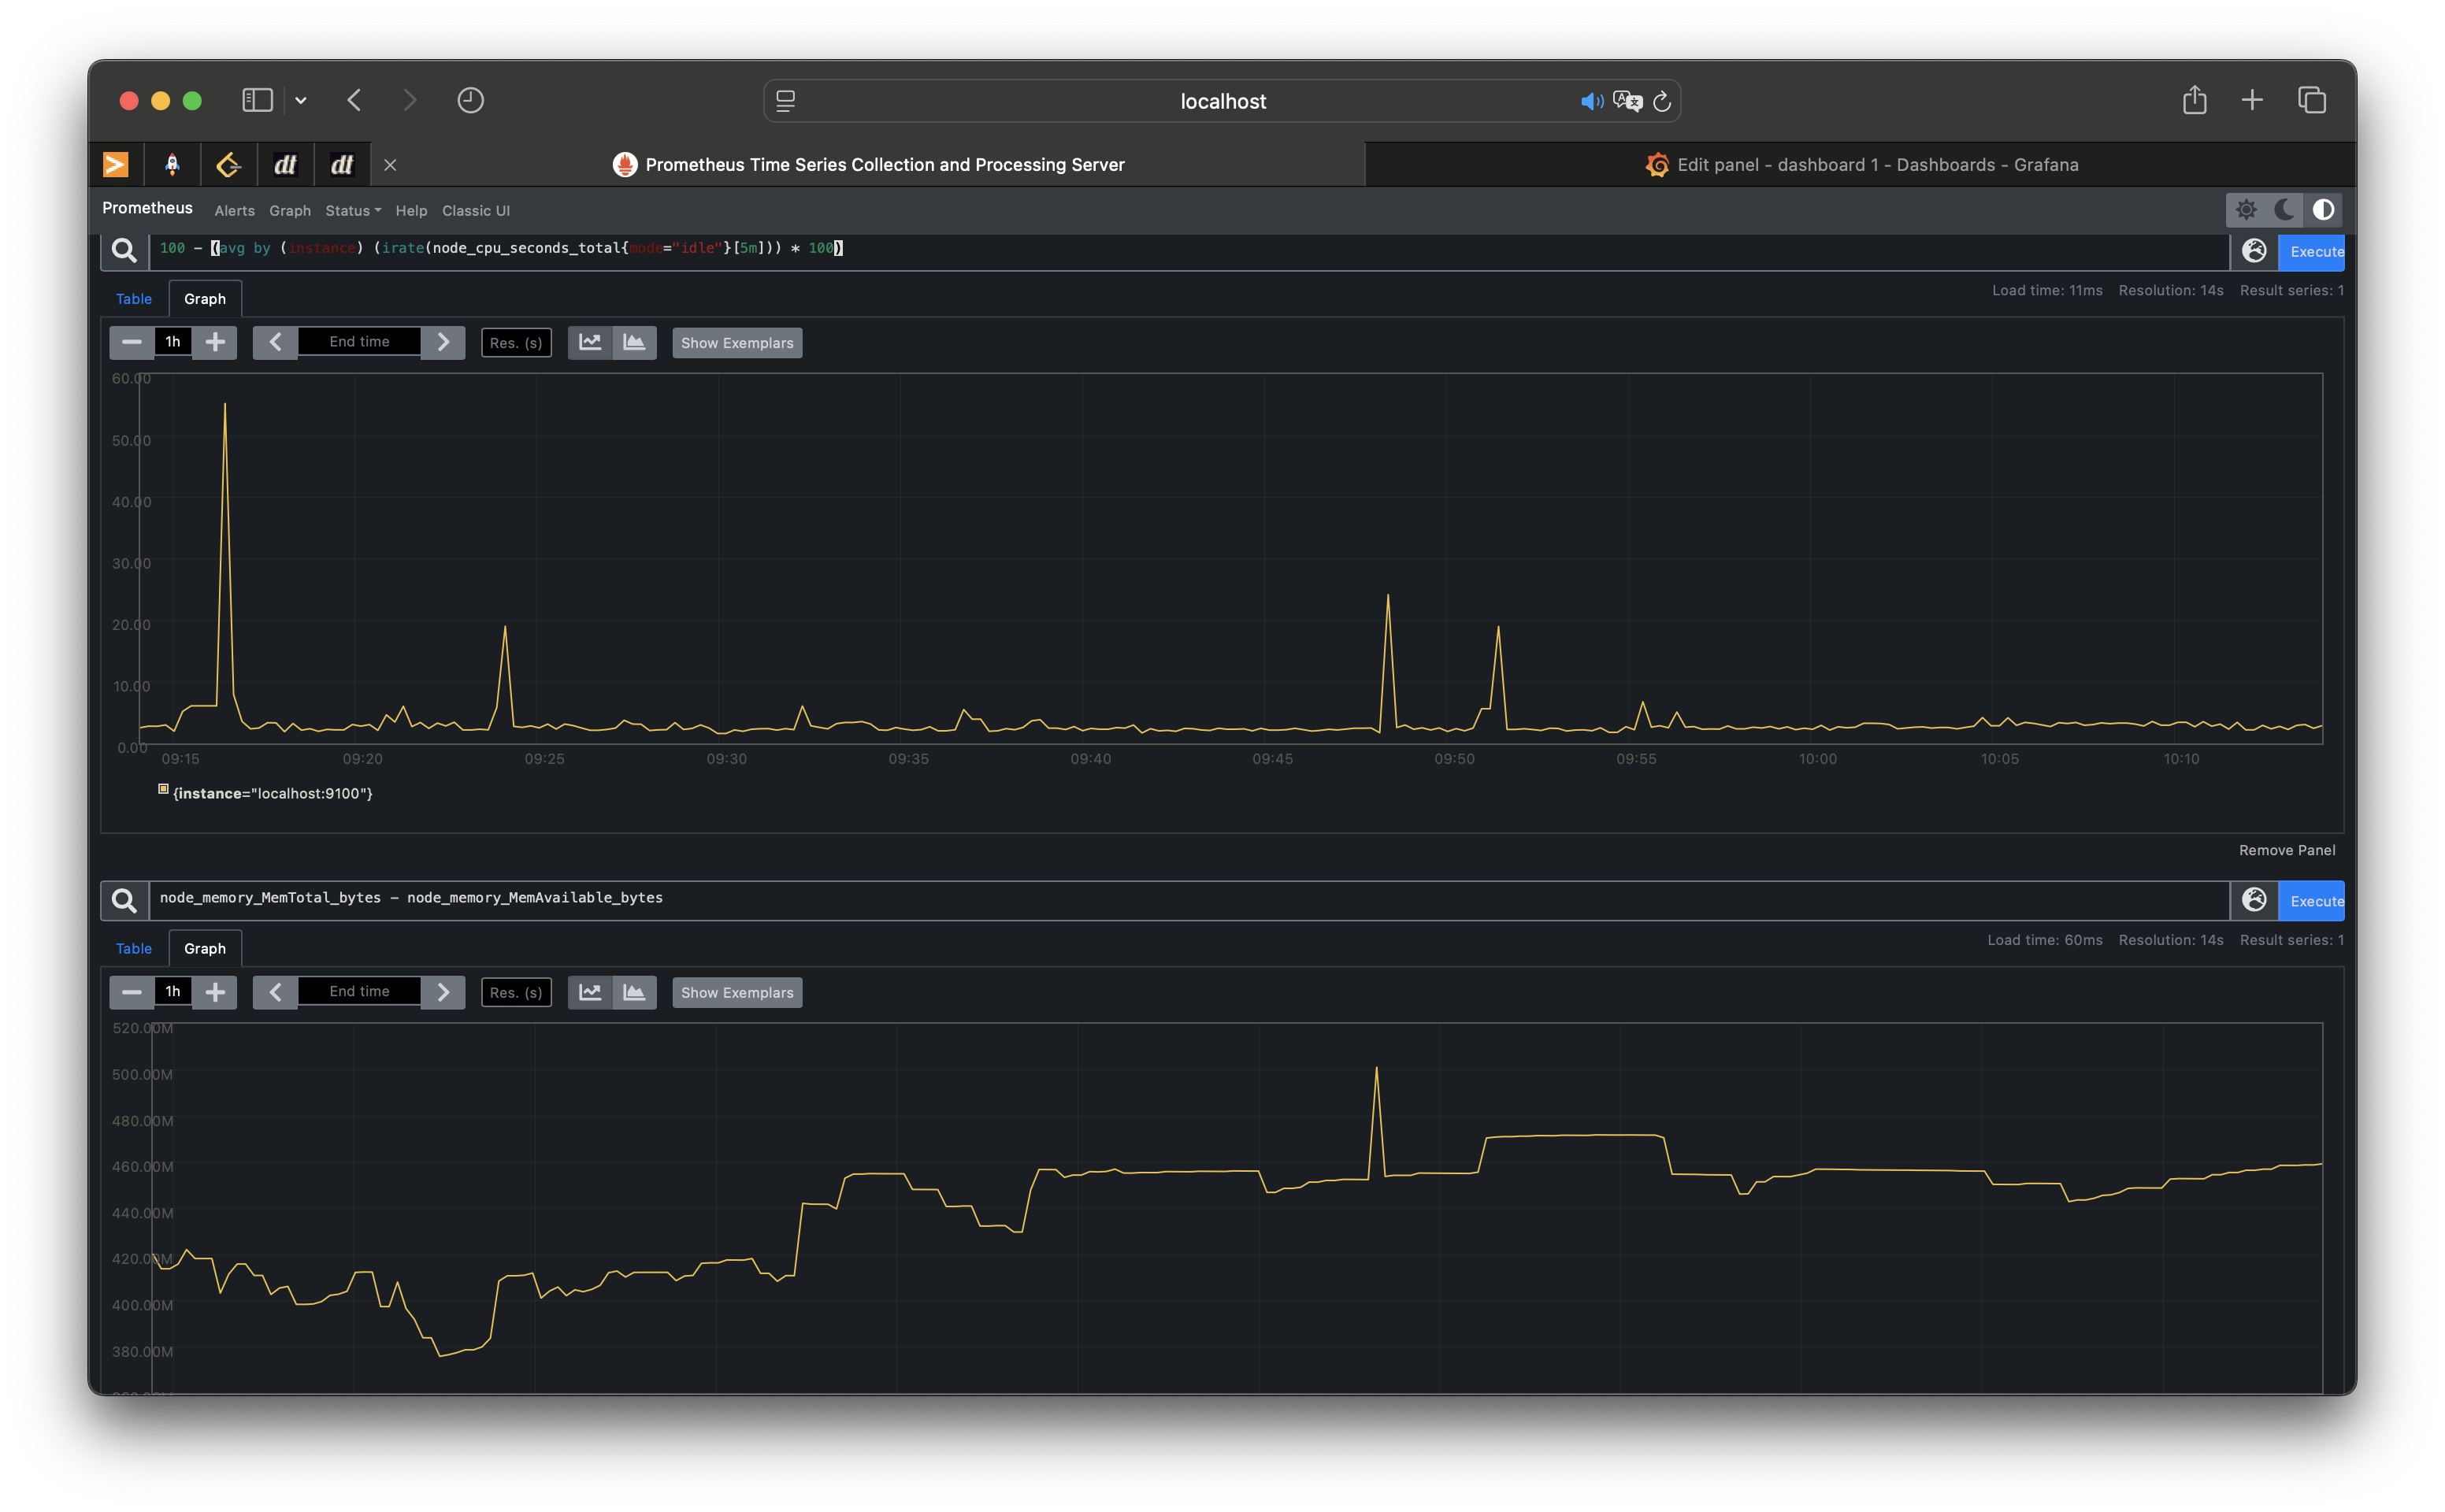 localhost
dt
dt
Prometheus Time Series Collection and Processing Server
Edit panel - dashboard 1 - Dashboards - Grafana
Prometheus Alerts Graph Status Help Classic UI
100 - (avg by (instance) (irate(node_cpu_seconds_total{mode="idle"}[5m])) * 100)
Execute
Table Graph
Load time: 11ms Resolution: 14s Result series: 1
1h End time Res. (s) Show Exemplars
60.00
50.00
40.00
30.00
20.00
10.00
0.00
09:15 09:20 09:25 09:30 09:35 09:40 09:45 09:50 09:55 10:00 10:05 10:10
{instance="localhost:9100"}
Remove Panel
node_memory_MemTotal_bytes - node_memory_MemAvailable_bytes
Execute
Table Graph
Load time: 60ms Resolution: 14s Result series: 1
1h End time Res. (s) Show Exemplars
520.00M
500.00M
480.00M
460.00M
440.00M
420.00M
400.00M
380.00M